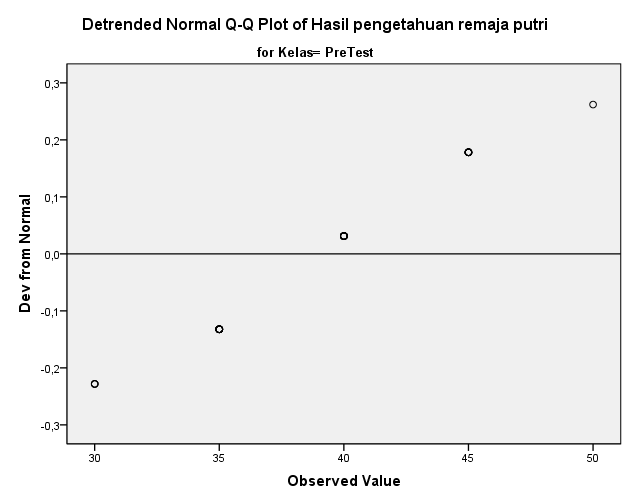 Detrended Normal Q-Q Plot of Hasil pengetahuan remaja putri
for Kelas= PreTest
Dev from Normal
0,3
0,2
0,1
0,0
-0,1
-0,2
-0,3
30 35 40 45 50
Observed Value